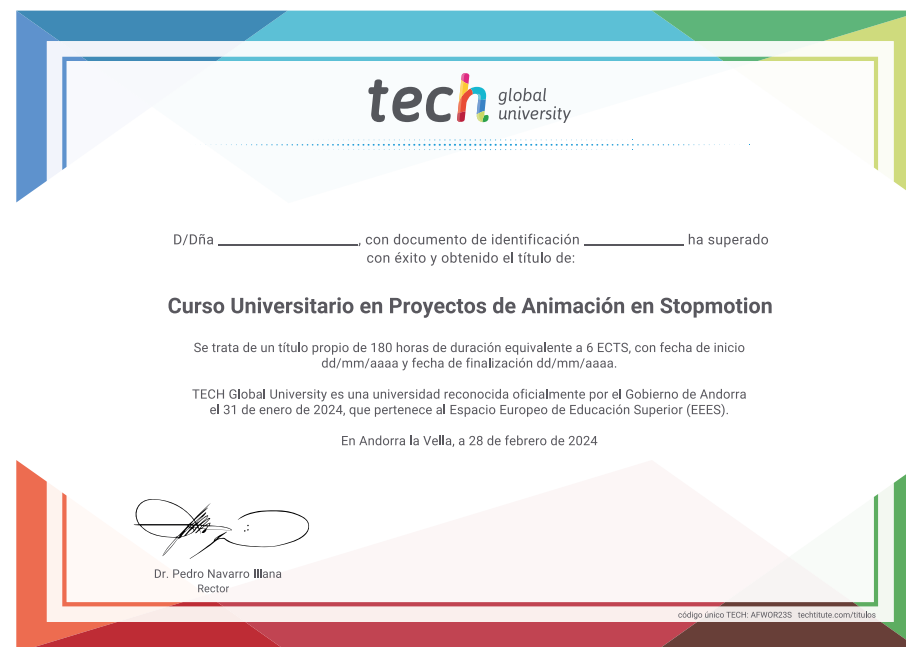 tech global university
D/Dña ____________, con documento de identificación ____________ ha superado
con éxito y obtenido el título de:
Curso Universitario en Proyectos de Animación en Stopmotion
Se trata de un título propio de 180 horas de duración equivalente a 6 ECTS, con fecha de inicio
dd/mm/aaaa y fecha de finalización dd/mm/aaaa.
TECH Global University es una universidad reconocida oficialmente por el Gobierno de Andorra
el 31 de enero de 2024, que pertenece al Espacio Europeo de Educación Superior (EEES).
En Andorra la Vella, a 28 de febrero de 2024
Dr. Pedro Navarro Illana
Rector
código único TECH: AFWOR23S techtitute.com/titulos